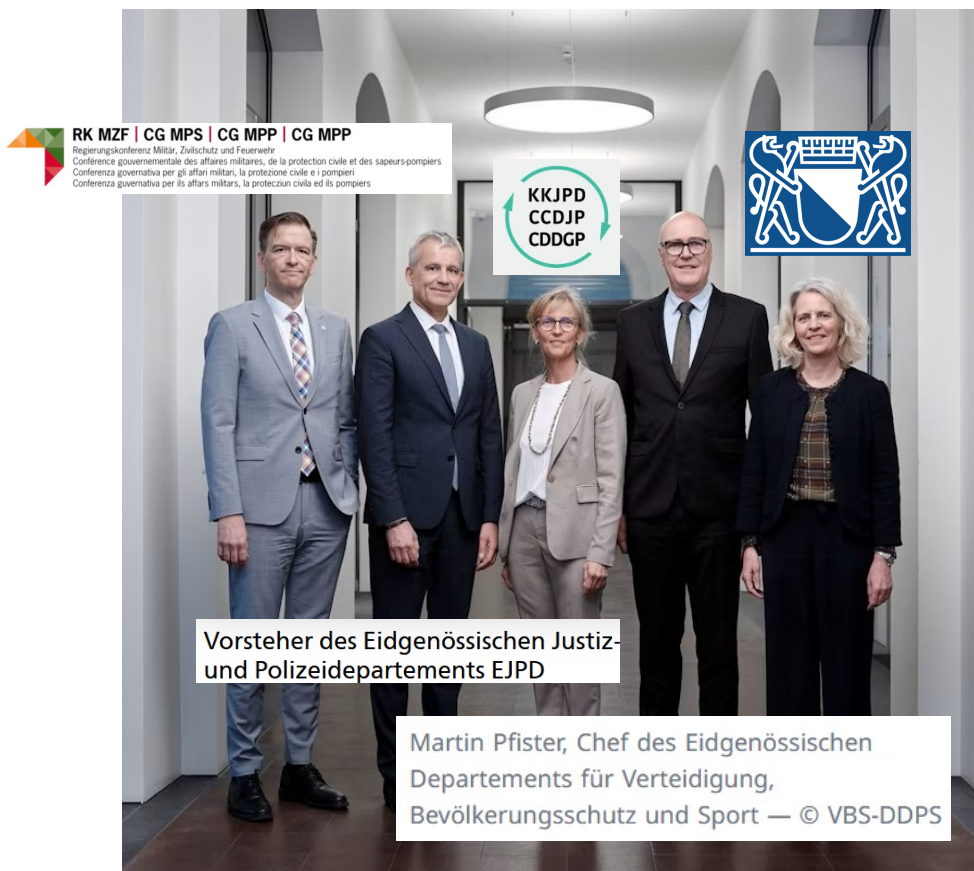 RK MZF | CG MPS | CG MPP | CG MPP
Regierungskonferenz Militär, Zivilschutz und Feuerwehr
Conférence gouvernementale des affaires militaires, de la protection civile et des sapeurs-pompiers
Conferenza governativa per gli affari militari, la protezione civile e i pompieri
Conferenza governativa per ils affars militars, la protecziun civila ed ils pompiers
KKJPD
CCDJP
CDDGP
Vorsteher des Eidgenössischen Justiz-
und Polizeidepartements EJPD
Martin Pfister, Chef des Eidgenössischen
Departements für Verteidigung,
Bevölkerungsschutz und Sport — © VBS-DDPS